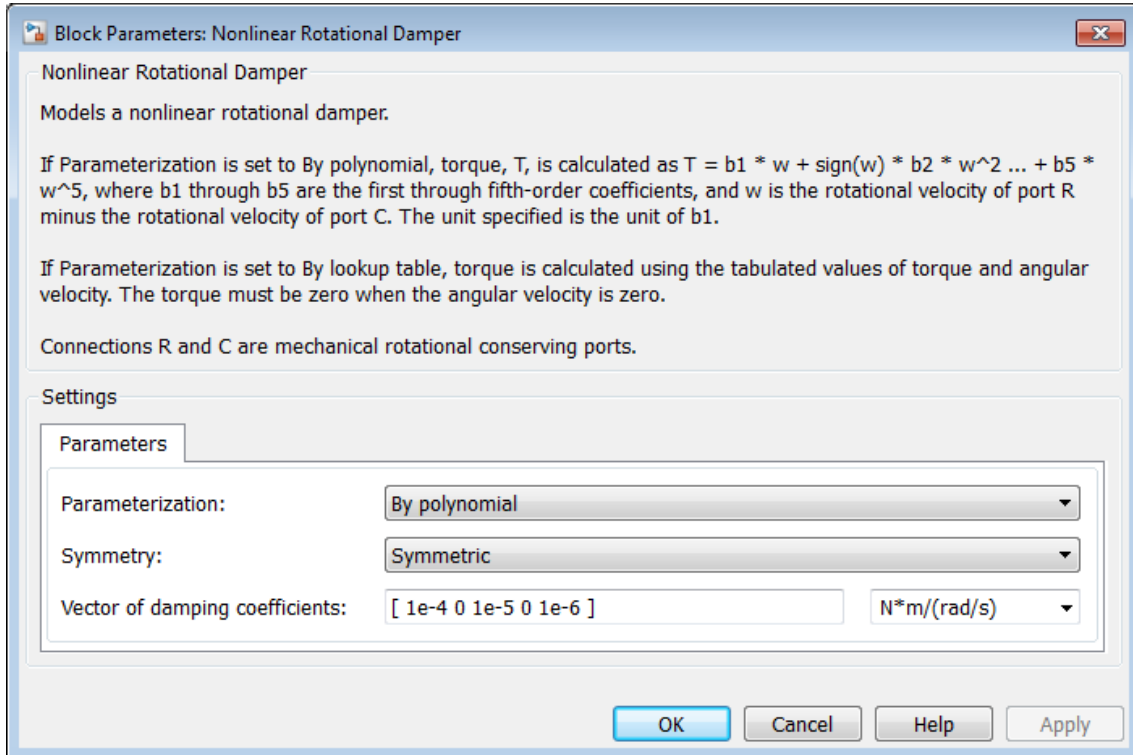 Block Parameters: Nonlinear Rotational Damper
Nonlinear Rotational Damper
Models a nonlinear rotational damper.
If Parameterization is set to By polynomial, torque, T, is calculated as T = b1 * w + sign(w) * b2 * w^2 ... + b5 *
w^5, where b1 through b5 are the first through fifth-order coefficients, and w is the rotational velocity of port R
minus the rotational velocity of port C. The unit specified is the unit of b1.
If Parameterization is set to By lookup table, torque is calculated using the tabulated values of torque and angular
velocity. The torque must be zero when the angular velocity is zero.
Connections R and C are mechanical rotational conserving ports.
Settings
Parameters
Parameterization: By polynomial
Symmetry: Symmetric
Vector of damping coefficients: [ 1e-4 0 1e-5 0 1e-6 ] N*m/(rad/s)
OK Cancel Help Apply